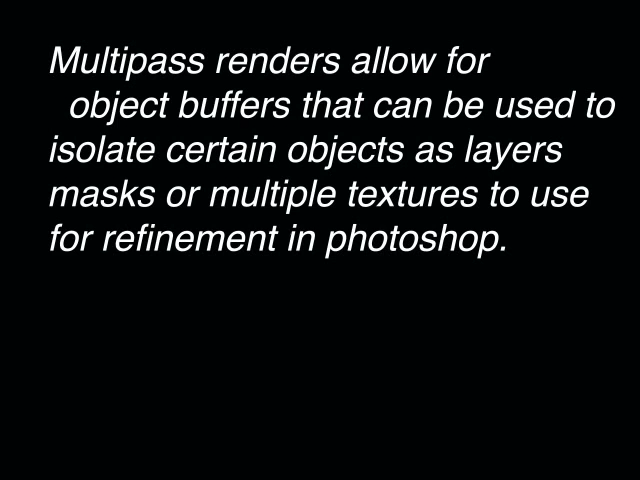 Multipass renders allow for
object buffers that can be used to
isolate certain objects as layers
masks or multiple textures to use
for refinement in photoshop.